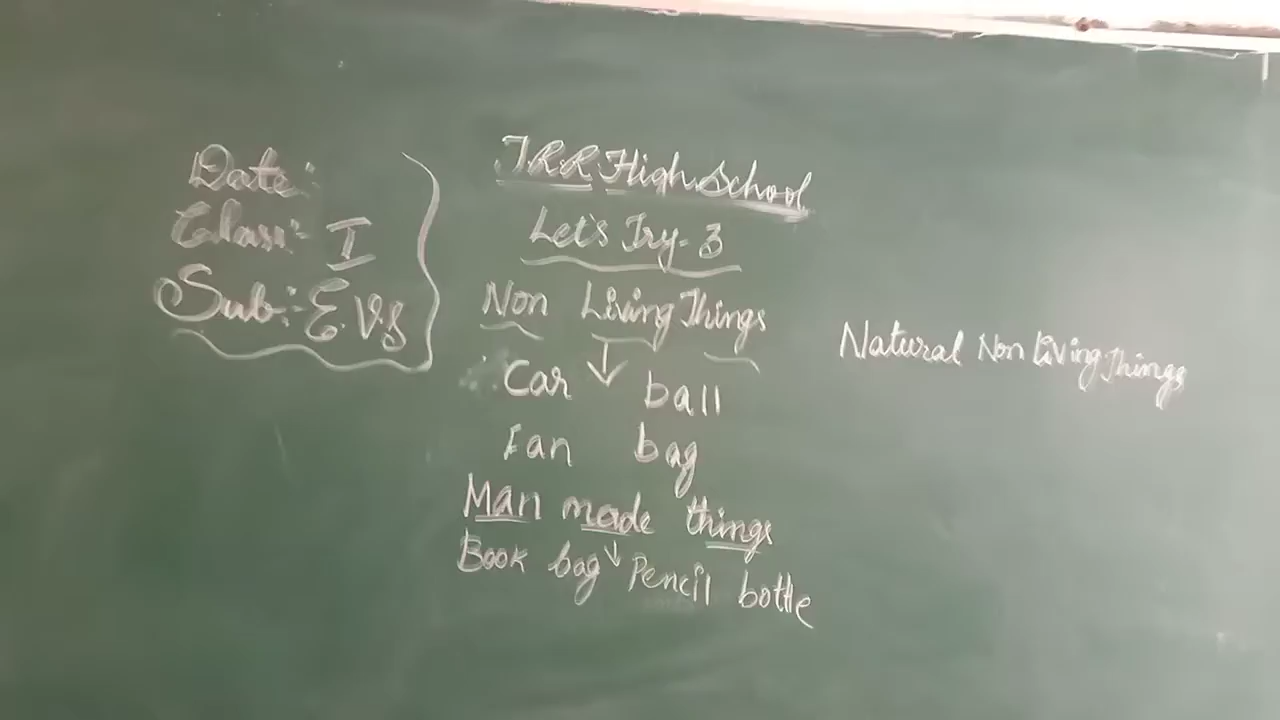 Date:-
Class:- I
Sub:- E.V.S
T.R.R High School
Let's Try- 3
Non Living Things
Car ball
Fan bag
Man made things
Book bag Pencil bottle
Natural Non Living Things